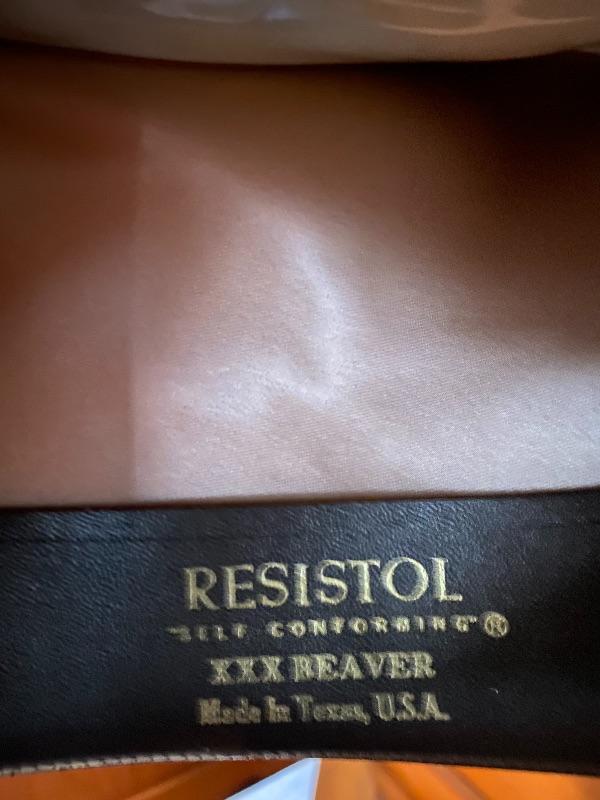 RESISTOL
"SELF CONFORMING"®
XXX BEAVER
Made In Texas, U.S.A.